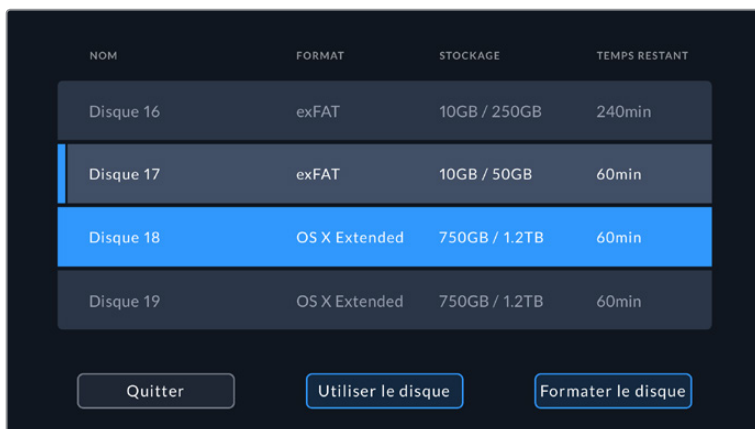 NOM FORMAT STOCKAGE TEMPS RESTANT
Disque 16 exFAT 10GB / 250GB 240min
Disque 17 exFAT 10GB / 50GB 60min
Disque 18 OS X Extended 750GB / 1.2TB 60min
Disque 19 OS X Extended 750GB / 1.2TB 60min
Quitter Utiliser le disque Formater le disque